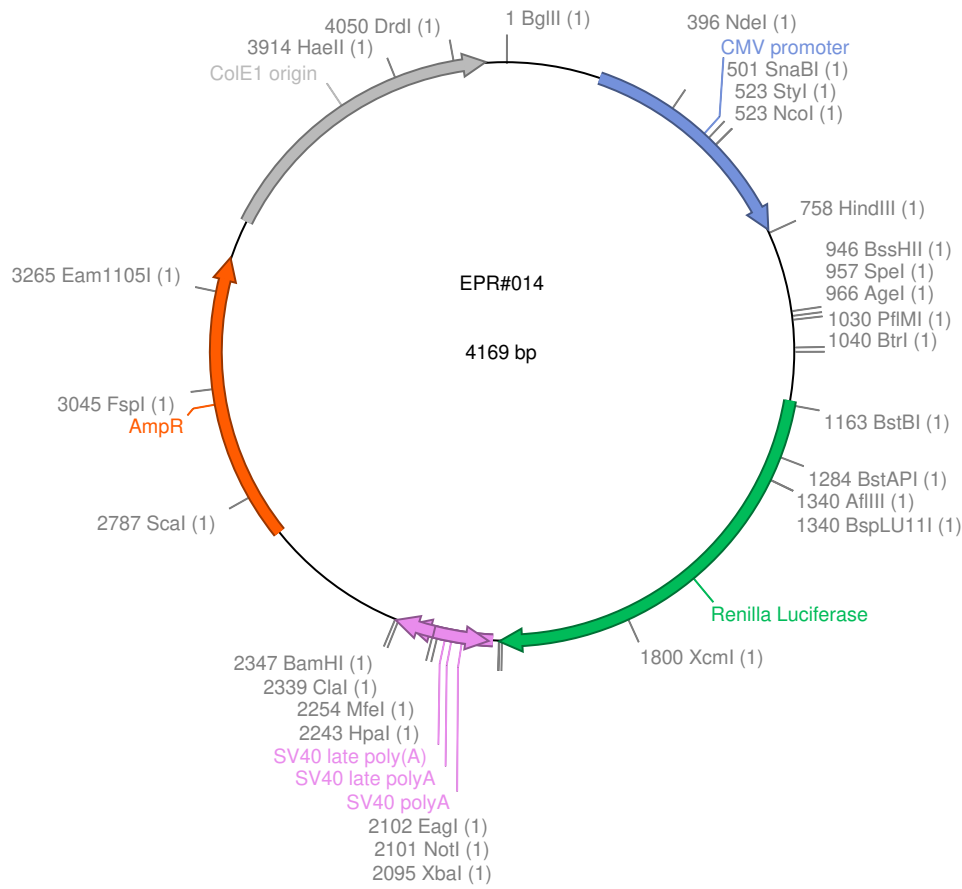 1 BglII (1)
396 NdeI (1)
CMV promoter
501 SnaBI (1)
523 StyI (1)
523 NcoI (1)
758 HindIII (1)
946 BssHII (1)
957 SpeI (1)
966 AgeI (1)
1030 PflMI (1)
1040 BtrI (1)
1163 BstBI (1)
1284 BstAPI (1)
1340 AflIII (1)
1340 BspLU11I (1)
Renilla Luciferase
1800 XcmI (1)
2347 BamHI (1)
2339 ClaI (1)
2254 MfeI (1)
2243 HpaI (1)
SV40 late poly(A)
SV40 late polyA
SV40 polyA
2102 EagI (1)
2101 NotI (1)
2095 XbaI (1)
2787 ScaI (1)
3045 FspI (1)
AmpR
3265 Eam1105I (1)
4050 DrdI (1)
3914 HaeII (1)
ColE1 origin
EPR#014
4169 bp